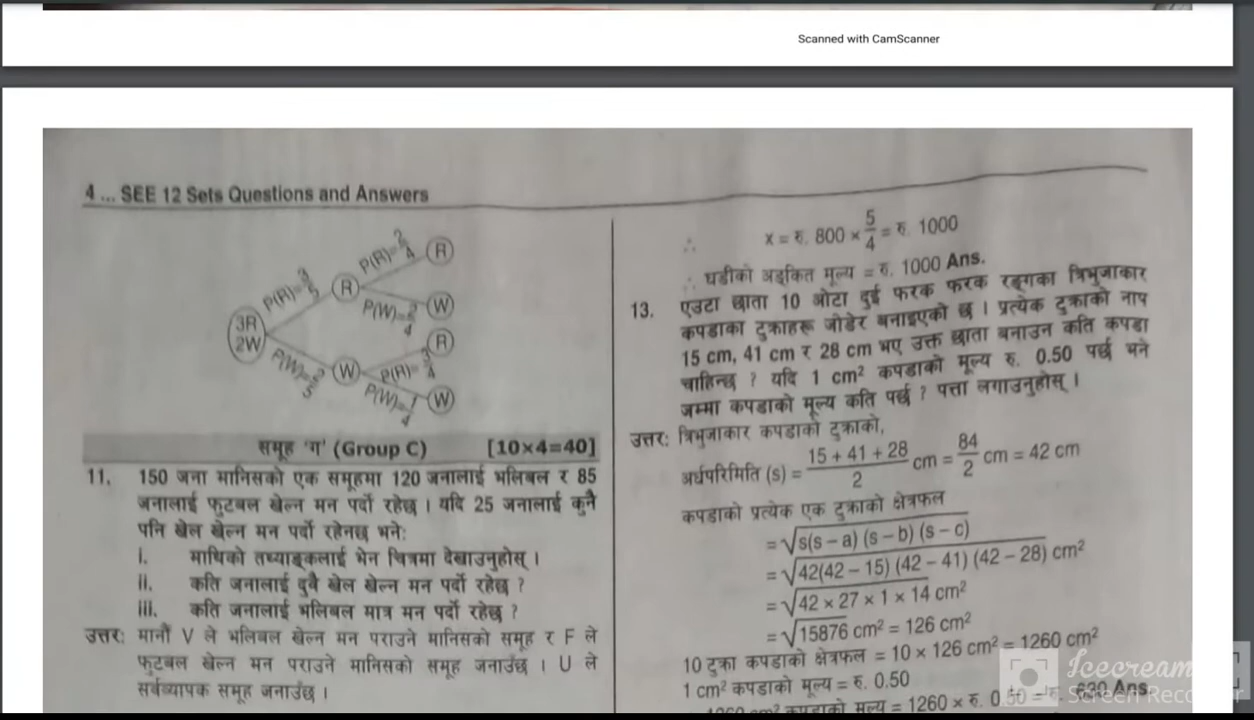 Scanned with CamScanner
4 ... SEE 12 Sets Questions and Answers
3R
2W
P(R)=3/5
R
P(R)=2/4
R
P(W)=2/4
W
P(W)=2/5
W
P(R)=3/4
R
P(W)=1/4
W
समूह 'ग' (Group C) [10×4=40]
11. 150 जना मानिसको एक समूहमा 120 जनालाई भलिबल र 85
जनालाई फुटबल खेल्न मन पर्दो रहेछ । यदि 25 जनालाई कुनै
पनि खेल खेल्न मन पर्दो रहेनछ भने:
i. माथिको तथ्याङ्कलाई भेन चित्रमा देखाउनुहोस् ।
ii. कति जनालाई दुवै खेल खेल्न मन पर्दो रहेछ ?
iii. कति जनालाई भलिबल मात्र मन पर्दो रहेछ ?
उत्तर: मानौं V ले भलिबल खेल्न मन पराउने मानिसको समूह र F ले
फुटबल खेल्न मन पराउने मानिसको समूह जनाउँछ । U ले
सर्वव्यापक समूह जनाउँछ ।
∴ x = रु. 800 × 5/4 = रु. 1000
∴ घडीको अङ्कित मूल्य = रु. 1000 Ans.
13. एउटा छाता 10 ओटा दुई फरक फरक रङ्गका त्रिभुजाकार
कपडाका टुक्राहरू जोडेर बनाइएको छ । प्रत्येक टुक्राको नाप
15 cm, 41 cm र 28 cm भए उक्त छाता बनाउन कति कपडा
चाहिन्छ ? यदि 1 cm² कपडाको मूल्य रु. 0.50 पर्छ भने
जम्मा कपडाको मूल्य कति पर्छ ? पत्ता लगाउनुहोस् ।
उत्तर: त्रिभुजाकार कपडाको टुक्राको,
अर्धपरिमिति (s) = (15 + 41 + 28)/2 cm = 84/2 cm = 42 cm
कपडाको प्रत्येक एक टुक्राको क्षेत्रफल
= √s(s – a) (s – b) (s – c)
= √42(42 – 15) (42 – 41) (42 – 28) cm²
= √42 × 27 × 1 × 14 cm²
= √15876 cm² = 126 cm²
10 टुक्रा कपडाको क्षेत्रफल = 10 × 126 cm² = 1260 cm²
1 cm² कपडाको मूल्य = रु. 0.50
1260 cm² कपडाको मूल्य = 1260 × रु. 0.50 = रु. 630 Ans.
Icecream
Screen Recorder